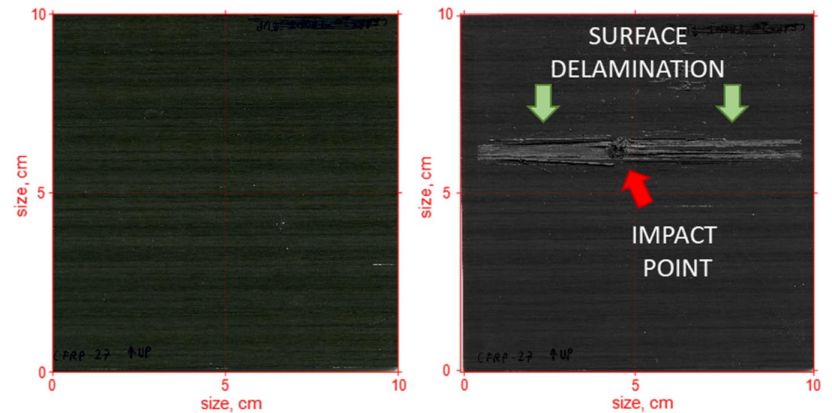 10
5
0
size, cm
0
5
10
size, cm
CFRP-27 ↑UP
10
5
0
size, cm
0
5
10
size, cm
SURFACE
DELAMINATION
IMPACT
POINT
CFRP-27 ↑UP